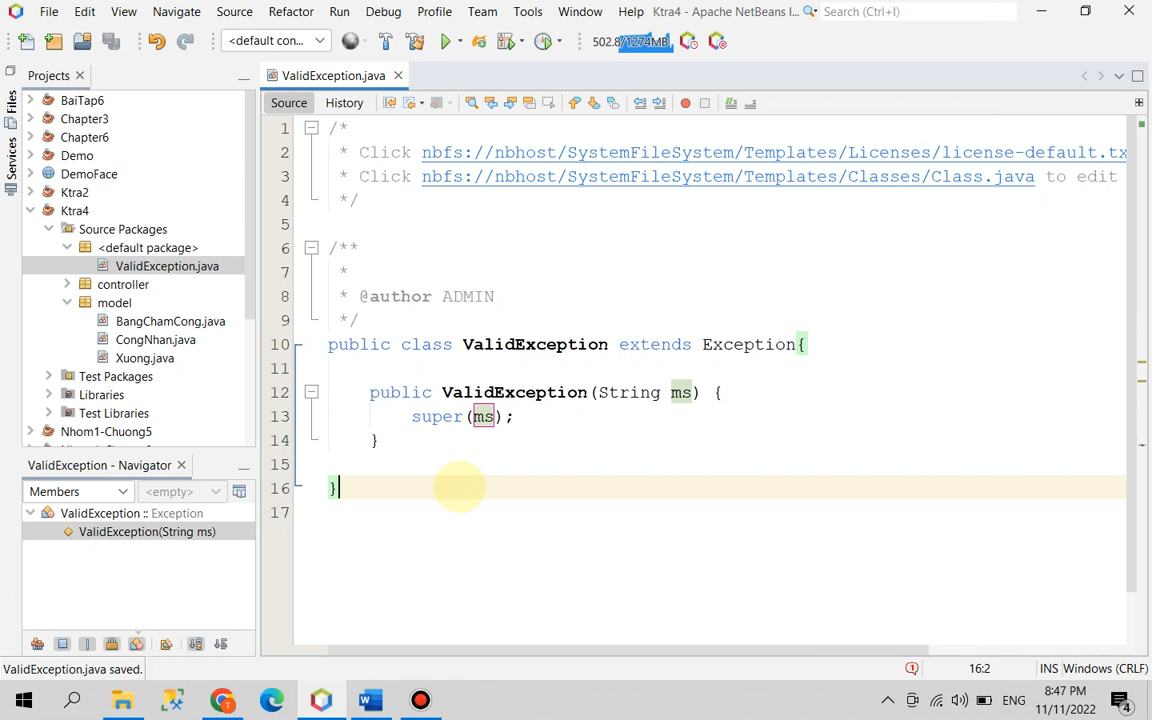 File Edit View Navigate Source Refactor Run Debug Profile Team Tools Window Help Ktra4 - Apache NetBeans I... Search (Ctrl+I)
<default con... 502.8/1274MB
Projects
ValidException.java
Files
Services
Source History
BaiTap6
Chapter3
Chapter6
Demo
DemoFace
Ktra2
Ktra4
Source Packages
<default package>
ValidException.java
controller
model
BangChamCong.java
CongNhan.java
Xuong.java
Test Packages
Libraries
Test Libraries
Nhom1-Chuong5
1 /*
2 * Click nbfs://nbhost/SystemFileSystem/Templates/Licenses/license-default.tx
3 * Click nbfs://nbhost/SystemFileSystem/Templates/Classes/Class.java to edit
4 */
5
6 /**
7 *
8 * @author ADMIN
9 */
10 public class ValidException extends Exception{
11
12 public ValidException(String ms) {
13 super(ms);
14 }
15
16 }
17
ValidException - Navigator
Members <empty>
ValidException :: Exception
ValidException(String ms)
ValidException.java saved.
16:2 INS Windows (CRLF)
ENG 8:47 PM
11/11/2022
4